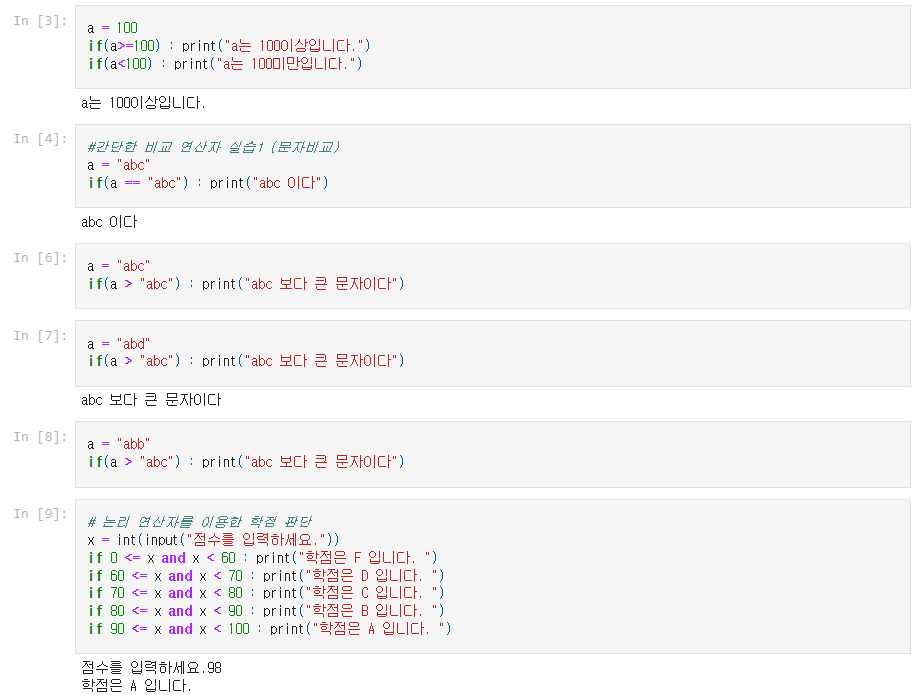 In [3]:
a = 100
if(a>=100) : print("a는 100이상입니다.")
if(a<100) : print("a는 100미만입니다.")
a는 100이상입니다.
In [4]:
#간단한 비교 연산자 실습1 (문자비교)
a = "abc"
if(a == "abc") : print("abc 이다")
abc 이다
In [6]:
a = "abc"
if(a > "abc") : print("abc 보다 큰 문자이다")
In [7]:
a = "abd"
if(a > "abc") : print("abc 보다 큰 문자이다")
abc 보다 큰 문자이다
In [8]:
a = "abb"
if(a > "abc") : print("abc 보다 큰 문자이다")
In [9]:
# 논리 연산자를 이용한 학점 판단
x = int(input("점수를 입력하세요."))
if 0 <= x and x < 60 : print("학점은 F 입니다. ")
if 60 <= x and x < 70 : print("학점은 D 입니다. ")
if 70 <= x and x < 80 : print("학점은 C 입니다. ")
if 80 <= x and x < 90 : print("학점은 B 입니다. ")
if 90 <= x and x < 100 : print("학점은 A 입니다. ")
점수를 입력하세요.98
학점은 A 입니다.